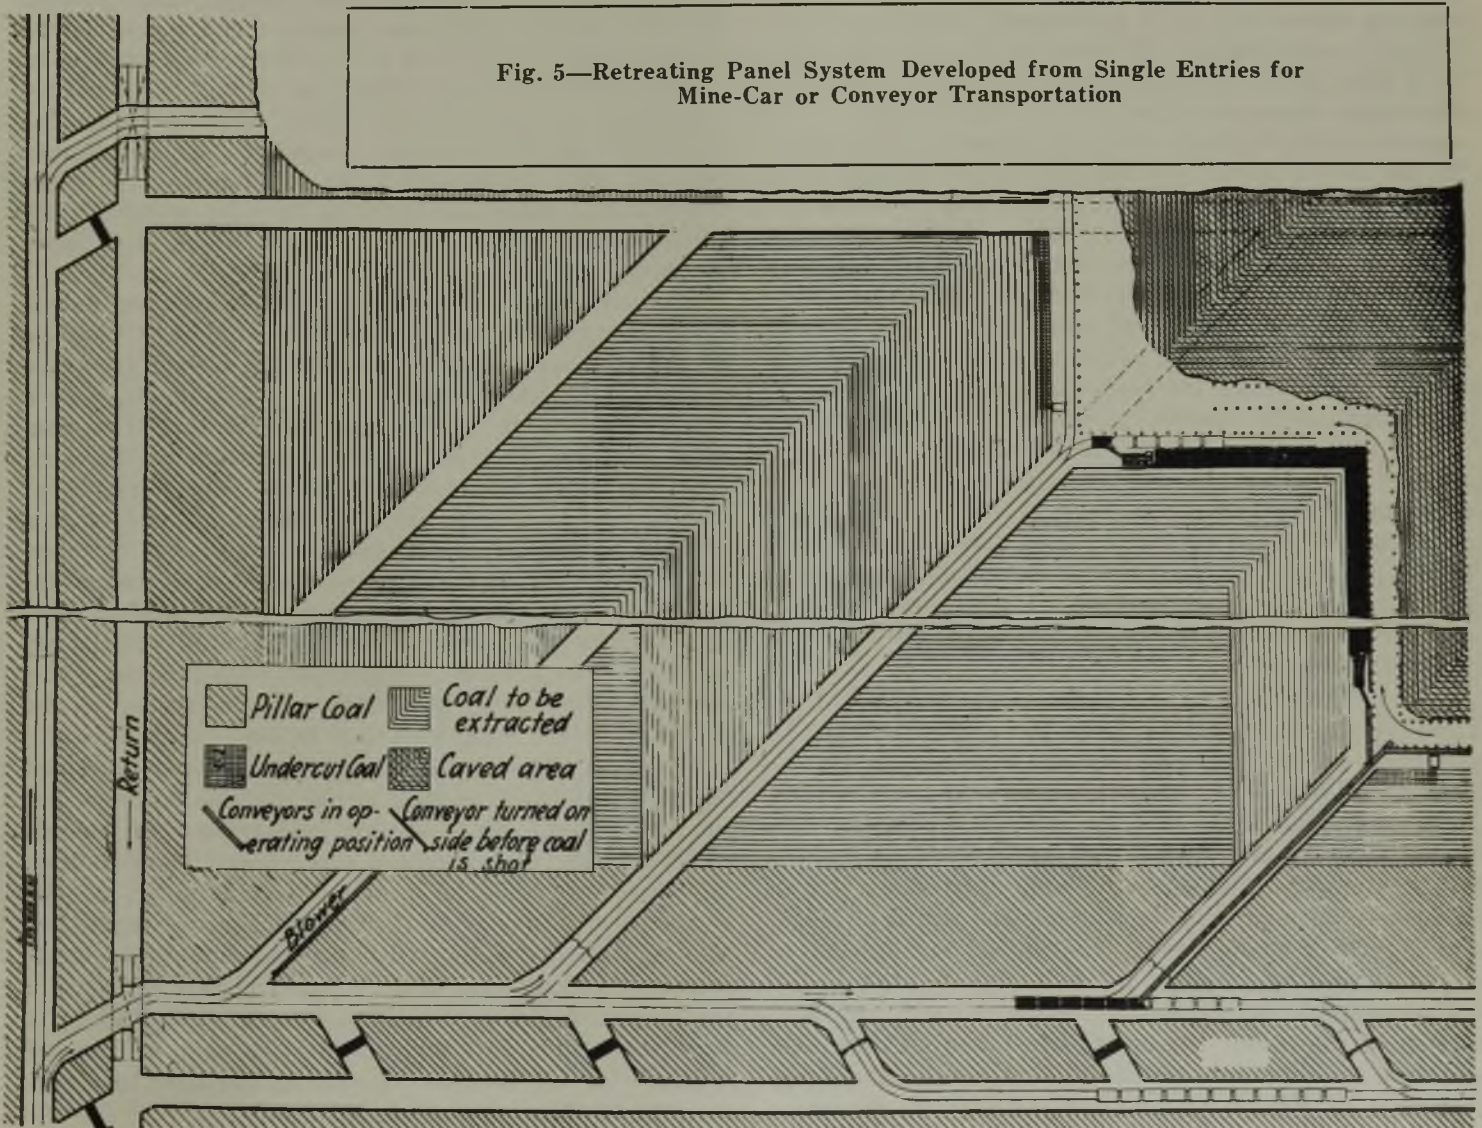 Fig. 5—Retreating Panel System Developed from Single Entries for
Mine-Car or Conveyor Transportation
Pillar Coal
Coal to be
extracted
Undercut Coal
Caved area
Conveyors in op-
erating position
Conveyor turned on
side before coal
is shot
Return
Intake
Blower